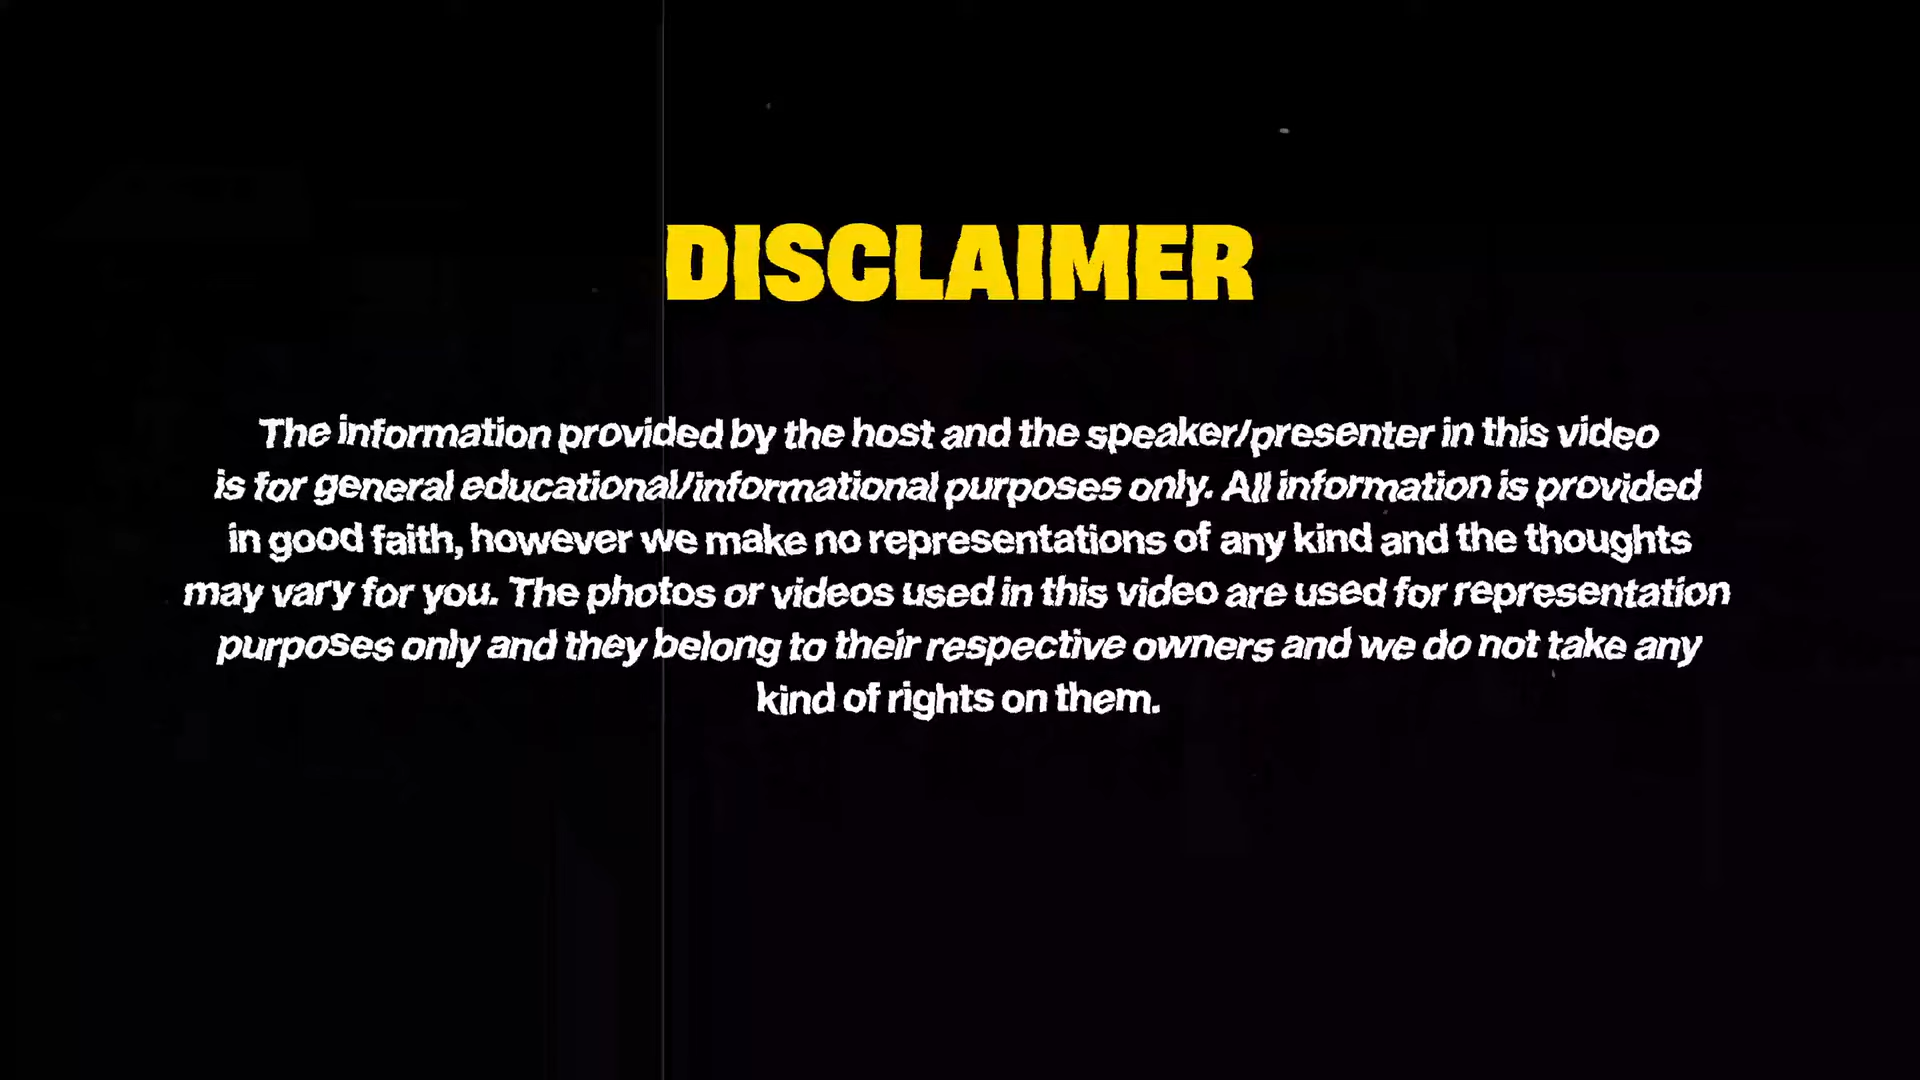 DISCLAIMER
The information provided by the host and the speaker/presenter in this video
is for general educational/informational purposes only. All information is provided
in good faith, however we make no representations of any kind and the thoughts
may vary for you. The photos or videos used in this video are used for representation
purposes only and they belong to their respective owners and we do not take any
kind of rights on them.